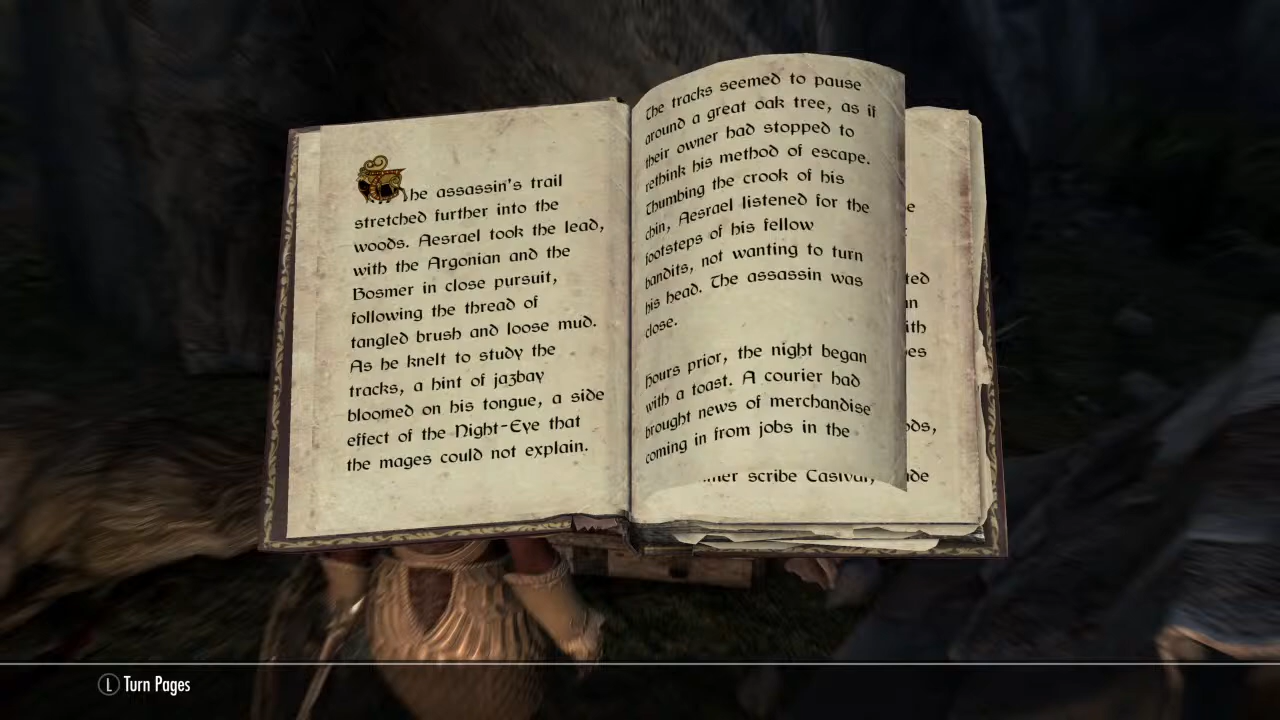 The assassin's trail
stretched further into the
woods. Aesrael took the lead,
with the Argonian and the
Bosmer in close pursuit,
following the thread of
tangled brush and loose mud.
As he knelt to study the
tracks, a hint of jazbay
bloomed on his tongue, a side
effect of the Night-Eye that
the mages could not explain.
The tracks seemed to pause
around a great oak tree, as if
their owner had stopped to
rethink his method of escape.
Thumbing the crook of his
chin, Aesrael listened for the
footsteps of his fellow
bandits, not wanting to turn
his head. The assassin was
close.
Hours prior, the night began
with a toast. A courier had
brought news of merchandise
coming in from jobs in the
scribe
L Turn Pages